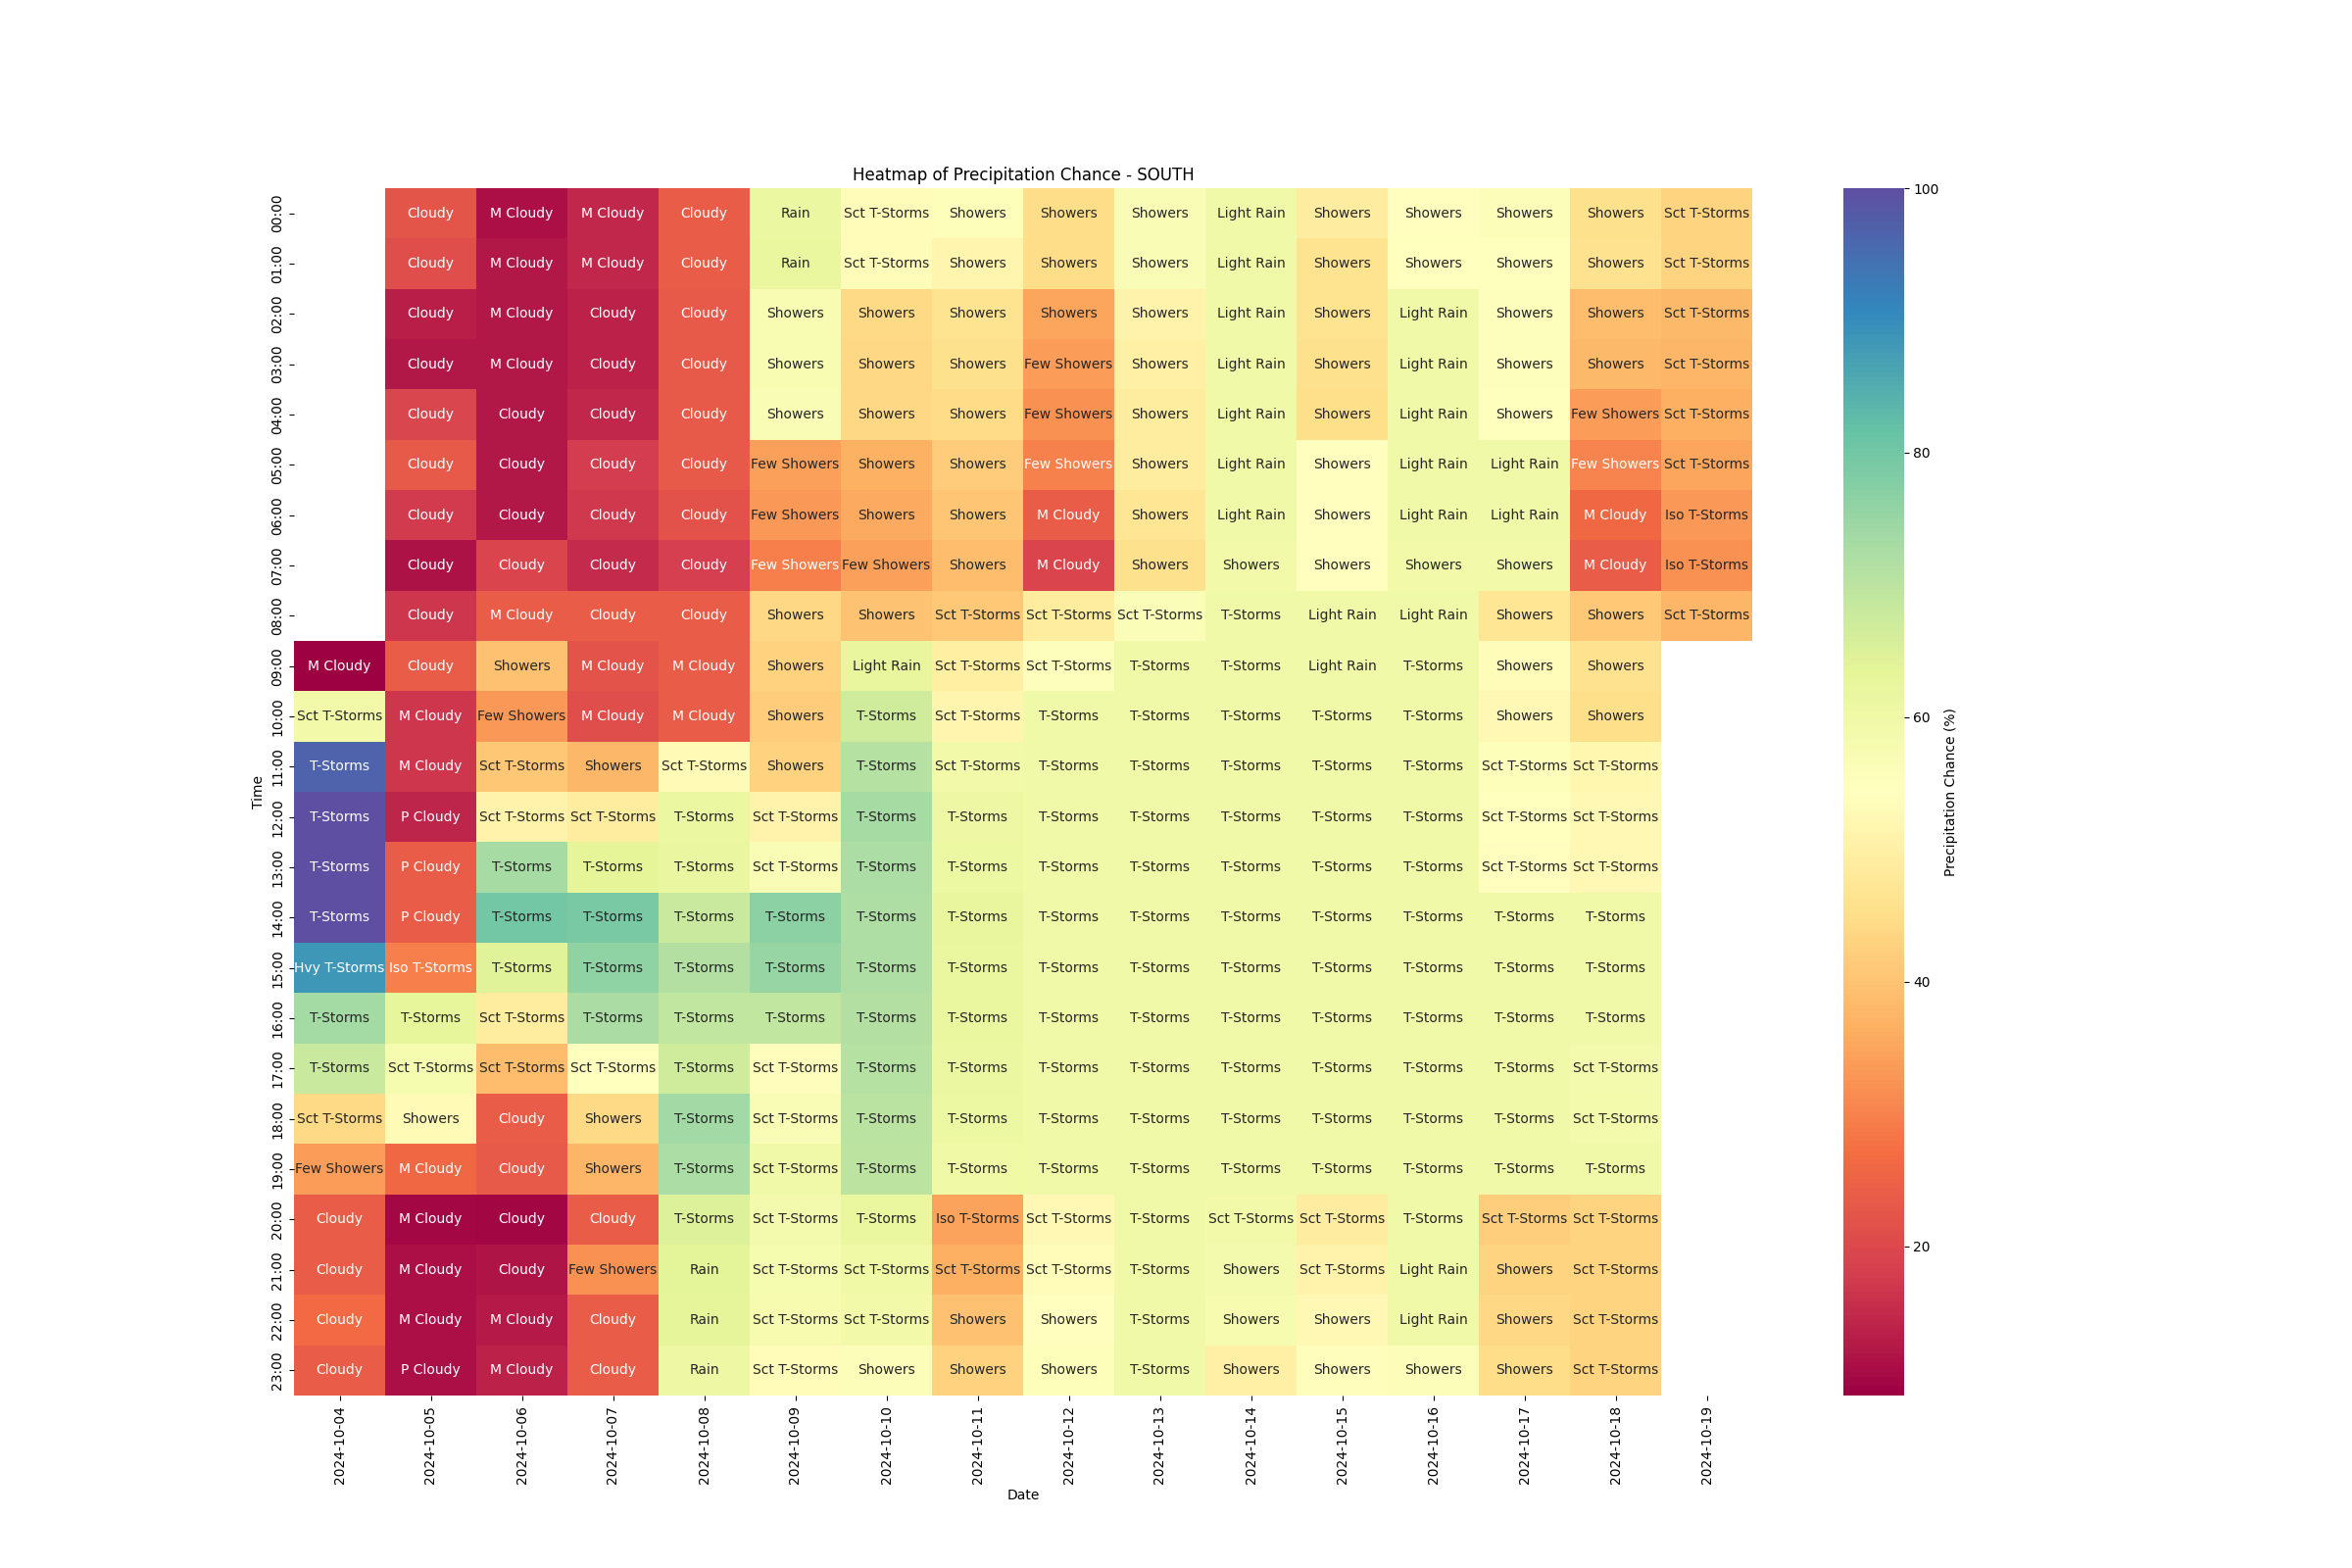 Heatmap of Precipitation Chance - SOUTH
00:00 Cloudy M Cloudy M Cloudy Cloudy Rain Sct T-Storms Showers Showers Showers Light Rain Showers Showers Showers Showers Sct T-Storms
01:00 Cloudy M Cloudy M Cloudy Cloudy Rain Sct T-Storms Showers Showers Showers Light Rain Showers Showers Showers Showers Sct T-Storms
02:00 Cloudy M Cloudy Cloudy Cloudy Showers Showers Showers Showers Showers Light Rain Showers Light Rain Showers Showers Sct T-Storms
03:00 Cloudy M Cloudy Cloudy Cloudy Showers Showers Showers Few Showers Showers Light Rain Showers Light Rain Showers Showers Sct T-Storms
04:00 Cloudy Cloudy Cloudy Cloudy Showers Showers Showers Few Showers Showers Light Rain Showers Light Rain Showers Few Showers Sct T-Storms
05:00 Cloudy Cloudy Cloudy Cloudy Few Showers Showers Showers Few Showers Showers Light Rain Showers Light Rain Light Rain Few Showers Sct T-Storms
06:00 Cloudy Cloudy Cloudy Cloudy Few Showers Showers Showers M Cloudy Showers Light Rain Showers Light Rain Light Rain M Cloudy Iso T-Storms
07:00 Cloudy Cloudy Cloudy Cloudy Few Showers Few Showers Showers M Cloudy Showers Showers Showers Showers Showers M Cloudy Iso T-Storms
08:00 Cloudy M Cloudy Cloudy Cloudy Showers Showers Sct T-Storms Sct T-Storms Sct T-Storms T-Storms Light Rain Light Rain Showers Showers Sct T-Storms
09:00 M Cloudy Cloudy Showers M Cloudy M Cloudy Showers Light Rain Sct T-Storms Sct T-Storms T-Storms T-Storms Light Rain T-Storms Showers Showers
10:00 Sct T-Storms M Cloudy Few Showers M Cloudy M Cloudy Showers T-Storms Sct T-Storms T-Storms T-Storms T-Storms T-Storms T-Storms Showers Showers
11:00 T-Storms M Cloudy Sct T-Storms Showers Sct T-Storms Showers T-Storms Sct T-Storms T-Storms T-Storms T-Storms T-Storms T-Storms Sct T-Storms Sct T-Storms
12:00 T-Storms P Cloudy Sct T-Storms Sct T-Storms T-Storms Sct T-Storms T-Storms T-Storms T-Storms T-Storms T-Storms T-Storms T-Storms Sct T-Storms Sct T-Storms
13:00 T-Storms P Cloudy T-Storms T-Storms T-Storms Sct T-Storms T-Storms T-Storms T-Storms T-Storms T-Storms T-Storms T-Storms Sct T-Storms Sct T-Storms
14:00 T-Storms P Cloudy T-Storms T-Storms T-Storms T-Storms T-Storms T-Storms T-Storms T-Storms T-Storms T-Storms T-Storms T-Storms T-Storms
15:00 Hvy T-Storms Iso T-Storms T-Storms T-Storms T-Storms T-Storms T-Storms T-Storms T-Storms T-Storms T-Storms T-Storms T-Storms T-Storms T-Storms
16:00 T-Storms T-Storms Sct T-Storms T-Storms T-Storms T-Storms T-Storms T-Storms T-Storms T-Storms T-Storms T-Storms T-Storms T-Storms T-Storms
17:00 T-Storms Sct T-Storms Sct T-Storms Sct T-Storms T-Storms Sct T-Storms T-Storms T-Storms T-Storms T-Storms T-Storms T-Storms T-Storms T-Storms Sct T-Storms
18:00 Sct T-Storms Showers Cloudy Showers T-Storms Sct T-Storms T-Storms T-Storms T-Storms T-Storms T-Storms T-Storms T-Storms T-Storms Sct T-Storms
19:00 Few Showers M Cloudy Cloudy Showers T-Storms Sct T-Storms T-Storms T-Storms T-Storms T-Storms T-Storms T-Storms T-Storms T-Storms T-Storms
20:00 Cloudy M Cloudy Cloudy Cloudy T-Storms Sct T-Storms T-Storms Iso T-Storms Sct T-Storms T-Storms Sct T-Storms Sct T-Storms T-Storms Sct T-Storms Sct T-Storms
21:00 Cloudy M Cloudy Cloudy Few Showers Rain Sct T-Storms Sct T-Storms Sct T-Storms Sct T-Storms T-Storms Showers Sct T-Storms Light Rain Showers Sct T-Storms
22:00 Cloudy M Cloudy M Cloudy Cloudy Rain Sct T-Storms Sct T-Storms Showers Showers T-Storms Showers Showers Light Rain Showers Sct T-Storms
23:00 Cloudy P Cloudy M Cloudy Cloudy Rain Sct T-Storms Showers Showers Showers T-Storms Showers Showers Showers Showers Sct T-Storms
Time
2024-10-04 2024-10-05 2024-10-06 2024-10-07 2024-10-08 2024-10-09 2024-10-10 2024-10-11 2024-10-12 2024-10-13 2024-10-14 2024-10-15 2024-10-16 2024-10-17 2024-10-18 2024-10-19
Date
100
80
60
40
20
Precipitation Chance (%)